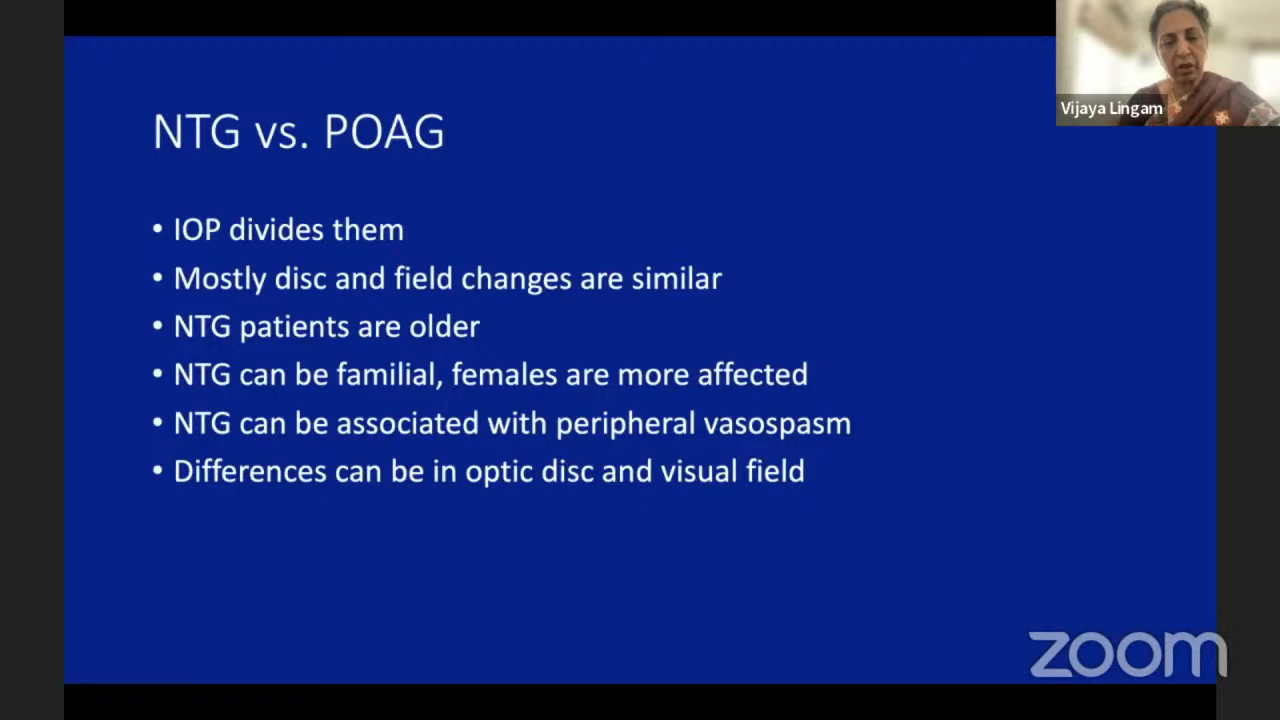 Vijaya Lingam
NTG vs. POAG
• IOP divides them
• Mostly disc and field changes are similar
• NTG patients are older
• NTG can be familial, females are more affected
• NTG can be associated with peripheral vasospasm
• Differences can be in optic disc and visual field
zoom